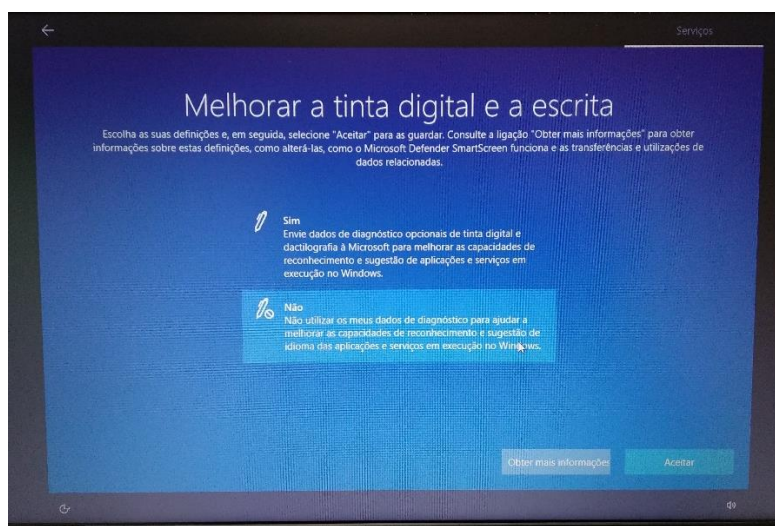 Serviços
Melhorar a tinta digital e a escrita
Escolha as suas definições e, em seguida, selecione "Aceitar" para as guardar. Consulte a ligação "Obter mais informações" para obter
informações sobre estas definições, como alterá-las, como o Microsoft Defender SmartScreen funciona e as transferências e utilizações de
dados relacionadas.
Sim
Envie dados de diagnóstico opcionais de tinta digital e
dactilografia à Microsoft para melhorar as capacidades de
reconhecimento e sugestão de aplicações e serviços em
execução no Windows.
Não
Não utilizar os meus dados de diagnóstico para ajudar a
melhorar as capacidades de reconhecimento e sugestão de
idioma das aplicações e serviços em execução no Windows.
Obter mais informações
Aceitar